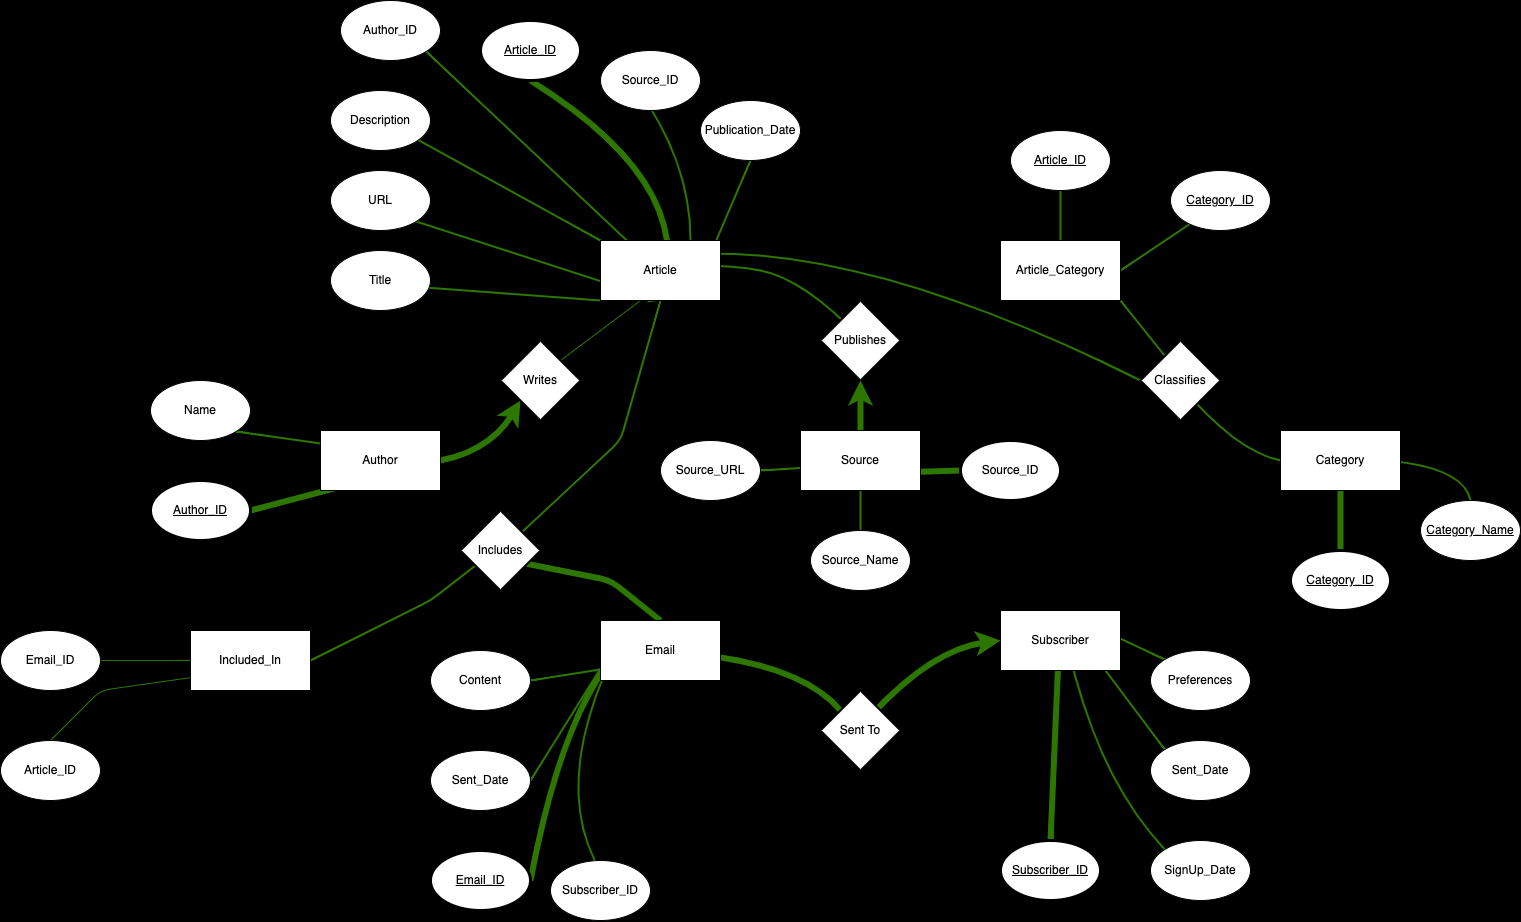 Author_ID
Article_ID
Source_ID
Description
Publication_Date
Article_ID
URL
Category_ID
Title
Article
Article_Category
Publishes
Writes
Classifies
Name
Author
Source
Category
Source_URL
Source_ID
Author_ID
Category_Name
Includes
Source_Name
Category_ID
Email_ID
Included_In
Email
Subscriber
Content
Preferences
Sent To
Article_ID
Sent_Date
Sent_Date
Email_ID
Subscriber_ID
Subscriber_ID
SignUp_Date